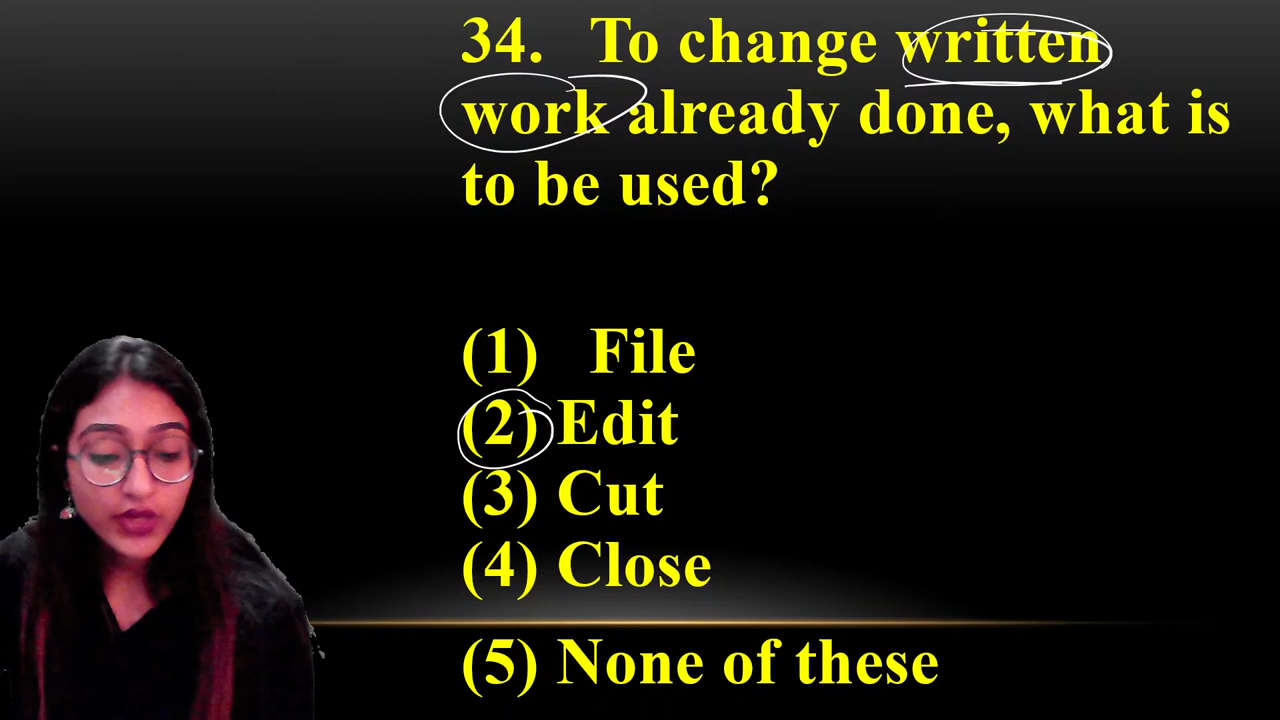 34. To change written
work already done, what is
to be used?
(1) File
(2) Edit
(3) Cut
(4) Close
(5) None of these